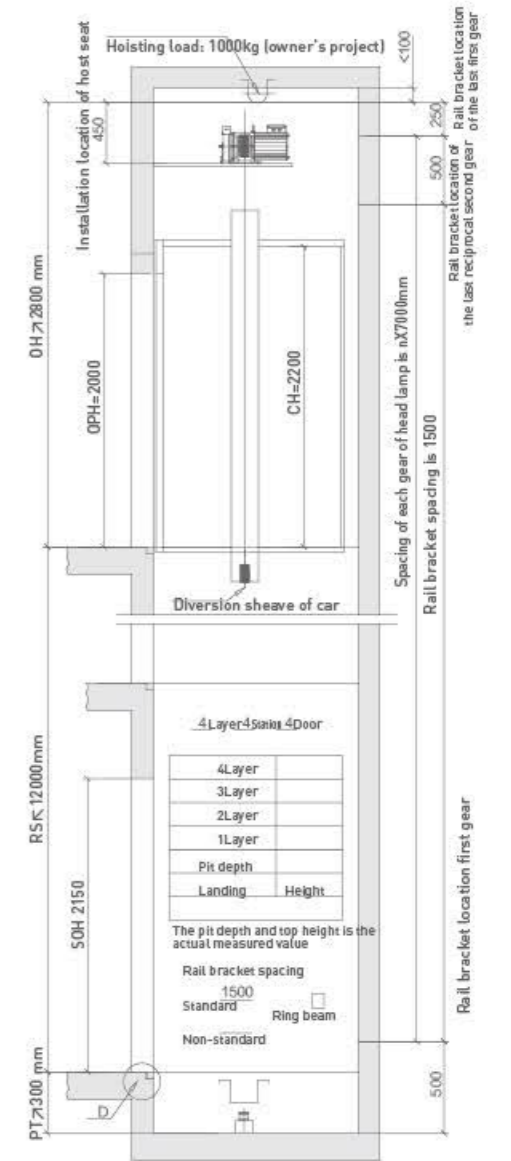 Hoisting load: 1000kg (owner's project)
<100
Rail bracket location
of the last first gear
250
Installation location of host seat
450
500
Rail bracket location of
the last reciprocal second gear
OH↗2800 mm
OPH=2000
CH=2200
Spacing of each gear of head lamp is nX7000mm
Rail bracket spacing is 1500
Diversion sheave of car
4Layer4Station 4Door
4Layer
3Layer
2Layer
1Layer
Pit depth
Landing Height
The pit depth and top height is the
actual measured value
Rail bracket spacing
1500
Standard
Ring beam
Non-standard
RS↖12000mm
SOH 2150
Rail bracket location first gear
PT↗1300 mm
D
500